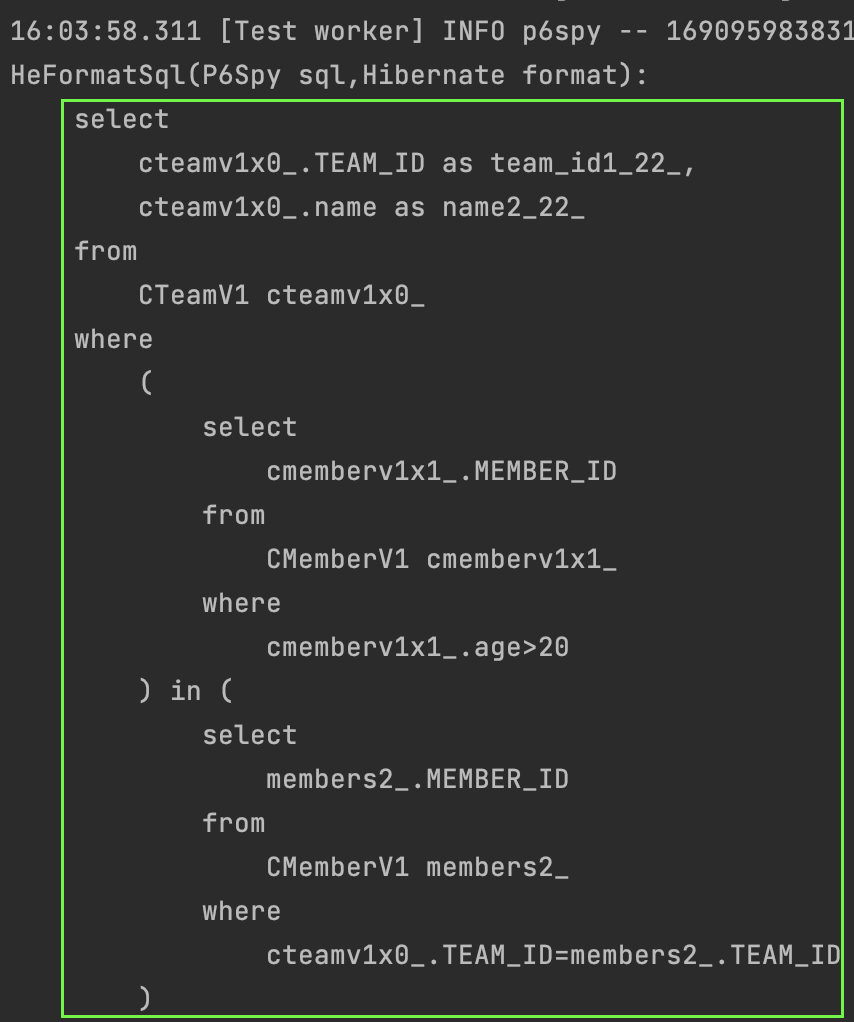 16:03:58.311 [Test worker] INFO p6spy -- 169095983831
HeFormatSql(P6Spy sql,Hibernate format):
select
cteamv1x0_.TEAM_ID as team_id1_22_,
cteamv1x0_.name as name2_22_
from
CTeamV1 cteamv1x0_
where
(
select
cmemberv1x1_.MEMBER_ID
from
CMemberV1 cmemberv1x1_
where
cmemberv1x1_.age>20
) in (
select
members2_.MEMBER_ID
from
CMemberV1 members2_
where
cteamv1x0_.TEAM_ID=members2_.TEAM_ID
)